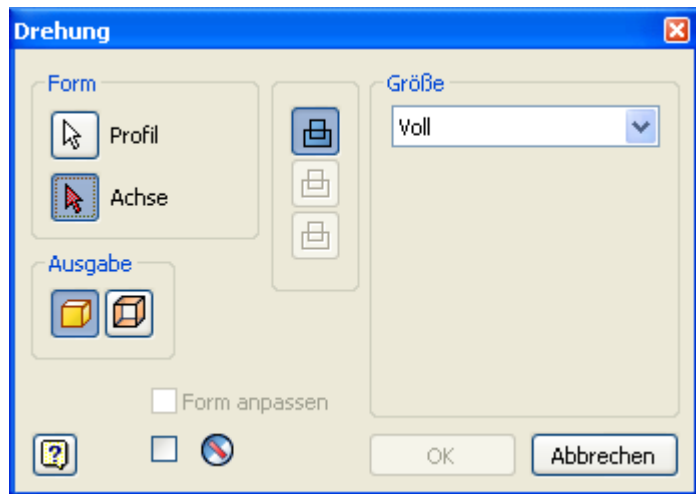 Drehung
Form
Profil
Achse
Ausgabe
Größe
Voll
Form anpassen
OK
Abbrechen